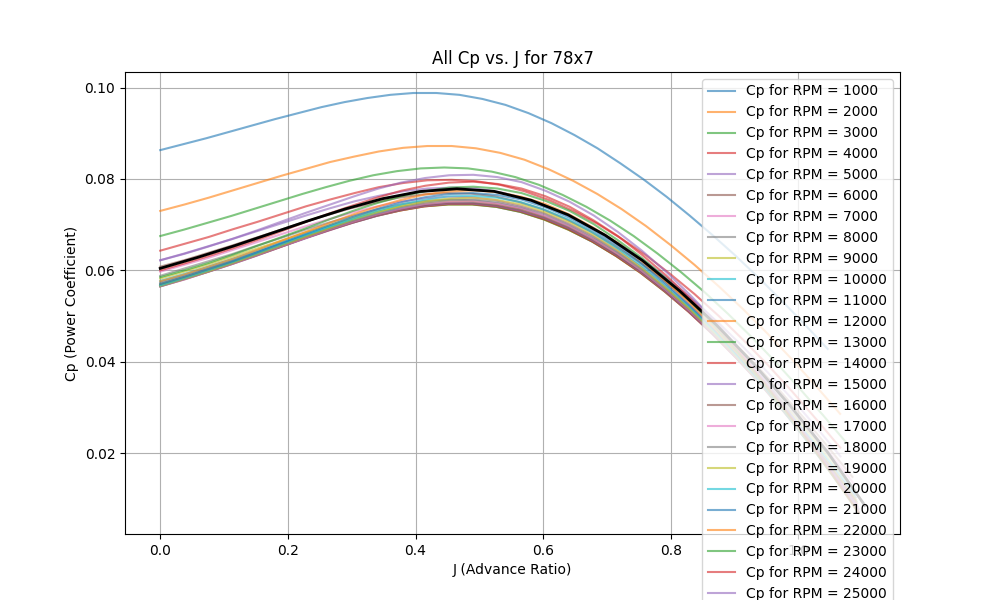 All Cp vs. J for 78x7
Cp (Power Coefficient)
0.10
0.08
0.06
0.04
0.02
0.0
0.2
0.4
0.6
0.8
J (Advance Ratio)
Cp for RPM = 1000
Cp for RPM = 2000
Cp for RPM = 3000
Cp for RPM = 4000
Cp for RPM = 5000
Cp for RPM = 6000
Cp for RPM = 7000
Cp for RPM = 8000
Cp for RPM = 9000
Cp for RPM = 10000
Cp for RPM = 11000
Cp for RPM = 12000
Cp for RPM = 13000
Cp for RPM = 14000
Cp for RPM = 15000
Cp for RPM = 16000
Cp for RPM = 17000
Cp for RPM = 18000
Cp for RPM = 19000
Cp for RPM = 20000
Cp for RPM = 21000
Cp for RPM = 22000
Cp for RPM = 23000
Cp for RPM = 24000
Cp for RPM = 25000